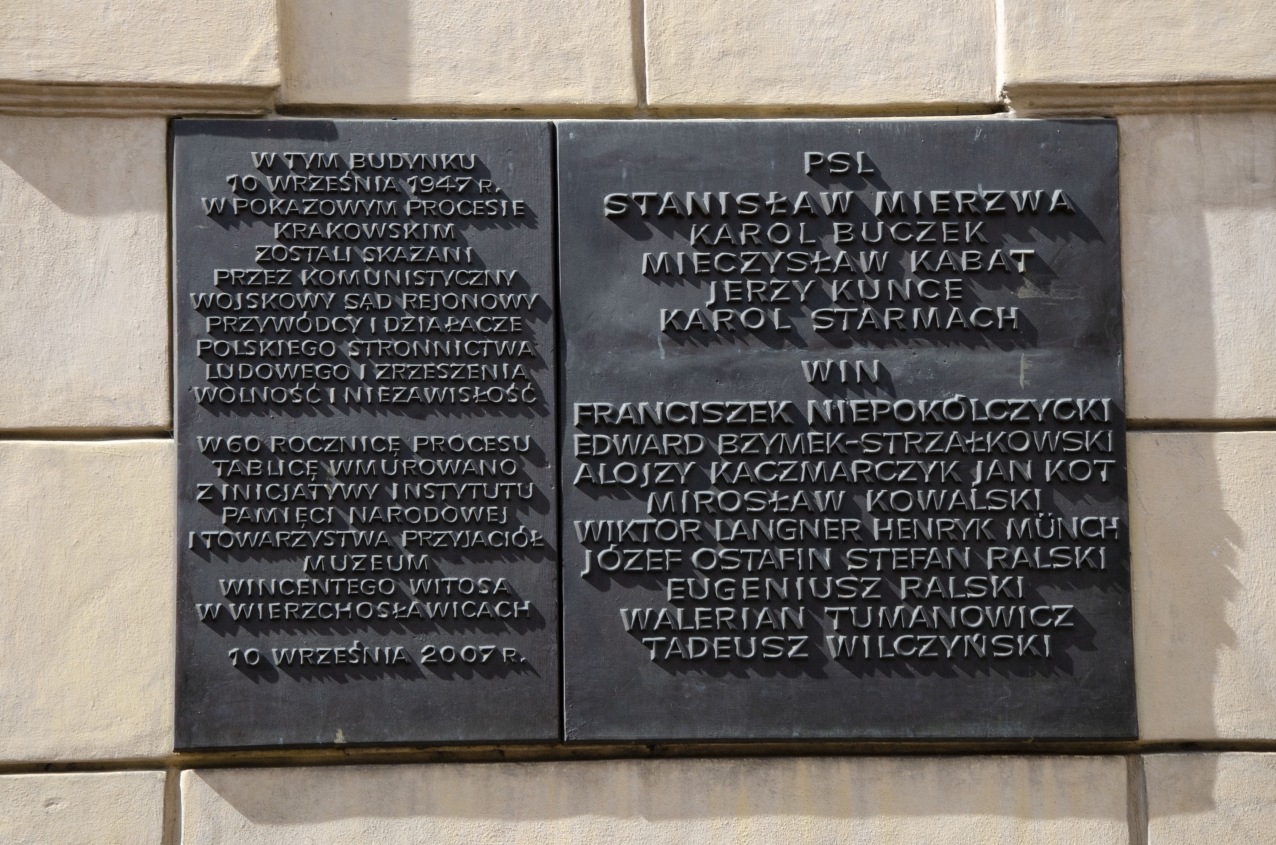 W TYM BUDYNKU
10 WRZEŚNIA 1947 R.
W POKAZOWYM PROCESIE
KRAKOWSKIM
ZOSTALI SKAZANI
PRZEZ KOMUNISTYCZNY
WOJSKOWY SĄD REJONOWY
PRZYWÓDCY I DZIAŁACZE
POLSKIEGO STRONNICTWA
LUDOWEGO I ZRZESZENIA
WOLNOŚĆ I NIEZAWISŁOŚĆ
W 60 ROCZNICĘ PROCESU
TABLICĘ WMUROWANO
Z INICJATYWY INSTYTUTU
PAMIĘCI NARODOWEJ
I TOWARZYSTWA PRZYJACIÓŁ
MUZEUM
WINCENTEGO WITOSA
W WIERZCHOSŁAWICACH
10 WRZEŚNIA 2007 R.
PSL
STANISŁAW MIERZWA
KAROL BUCZEK
MIECZYSŁAW KABAT
JERZY KUNCE
KAROL STARMACH
WIN
FRANCISZEK NIEPOKÓLCZYCKI
EDWARD BZYMEK-STRZAŁKOWSKI
ALOJZY KACZMARCZYK JAN KOT
MIROSŁAW KOWALSKI
WIKTOR LANGNER HENRYK MÜNCH
JÓZEF OSTAFIN STEFAN RALSKI
EUGENIUSZ RALSKI
WALERIAN TUMANOWICZ
TADEUSZ WILCZYŃSKI